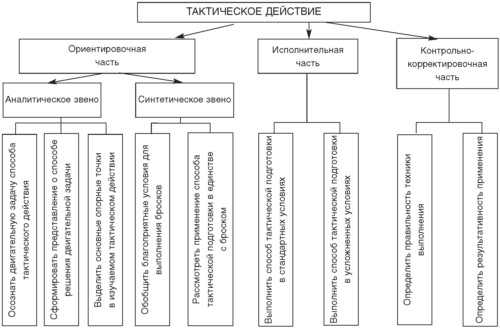 ТАКТИЧЕСКОЕ ДЕЙСТВИЕ
Ориентировочная
часть
Исполнительная
часть
Контрольно-
корректировочная
часть
Аналитическое звено
Синтетическое звено
Осознать двигательную задачу способа
тактического действия
Сформировать представление о способе
решения двигательной задачи
Выделить основные опорные точки
в изучаемом тактическом действии
Обобщить благоприятные условия для
выполнения бросков
Рассмотреть применение способа
тактической подготовки в единстве
с броском
Выполнить способ тактической подготовки
в стандартных условиях
Выполнить способ тактической подготовки
в усложненных условиях
Определить правильность техники
выполнения
Определить результативность применения